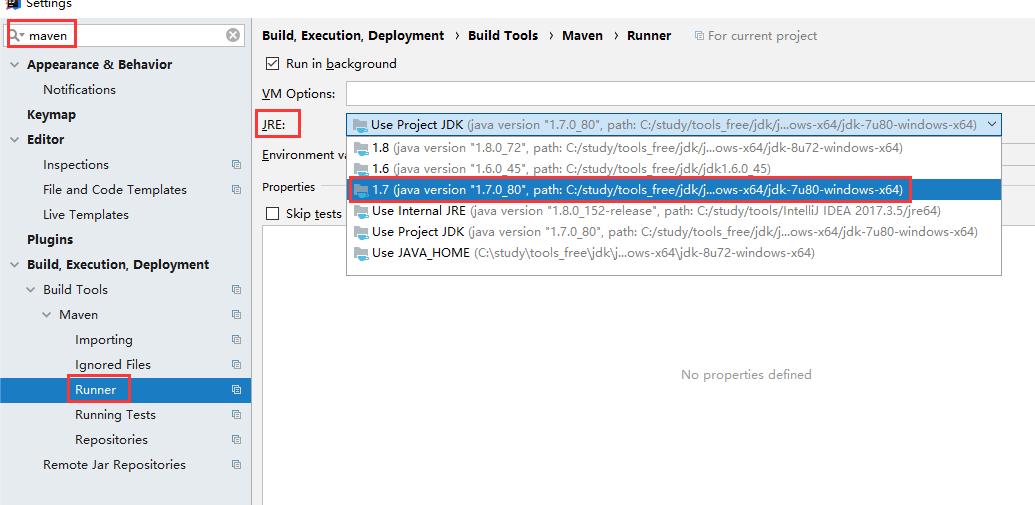 Settings
maven
Appearance & Behavior
Notifications
Keymap
Editor
Inspections
File and Code Templates
Live Templates
Plugins
Build, Execution, Deployment
Build Tools
Maven
Importing
Ignored Files
Runner
Running Tests
Repositories
Remote Jar Repositories
Build, Execution, Deployment › Build Tools › Maven › Runner For current project
Run in background
VM Options:
JRE: Use Project JDK (java version "1.7.0_80", path: C:/study/tools_free/jdk/j...ows-x64/jdk-7u80-windows-x64)
1.8 (java version "1.8.0_72", path: C:/study/tools_free/jdk/j...ows-x64/jdk-8u72-windows-x64)
Environment va
1.6 (java version "1.6.0_45", path: C:/study/tools_free/jdk/jdk1.6.0_45)
Properties
1.7 (java version "1.7.0_80", path: C:/study/tools_free/jdk/j...ows-x64/jdk-7u80-windows-x64)
Skip tests
Use Internal JRE (java version "1.8.0_152-release", path: C:/study/tools/IntelliJ IDEA 2017.3.5/jre64)
Use Project JDK (java version "1.7.0_80", path: C:/study/tools_free/jdk/j...ows-x64/jdk-7u80-windows-x64)
Use JAVA_HOME (C:\study\tools_free\jdk\j...ows-x64\jdk-8u72-windows-x64)
No properties defined